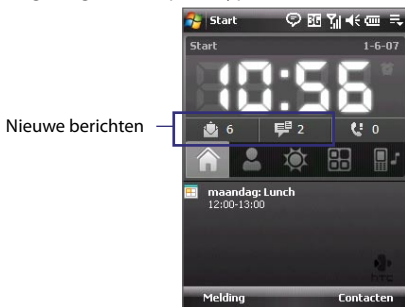 Start
Start 1-6-07
10:56
Nieuwe berichten
6 2 0
maandag: Lunch
12:00-13:00
hTC
Melding Contacten